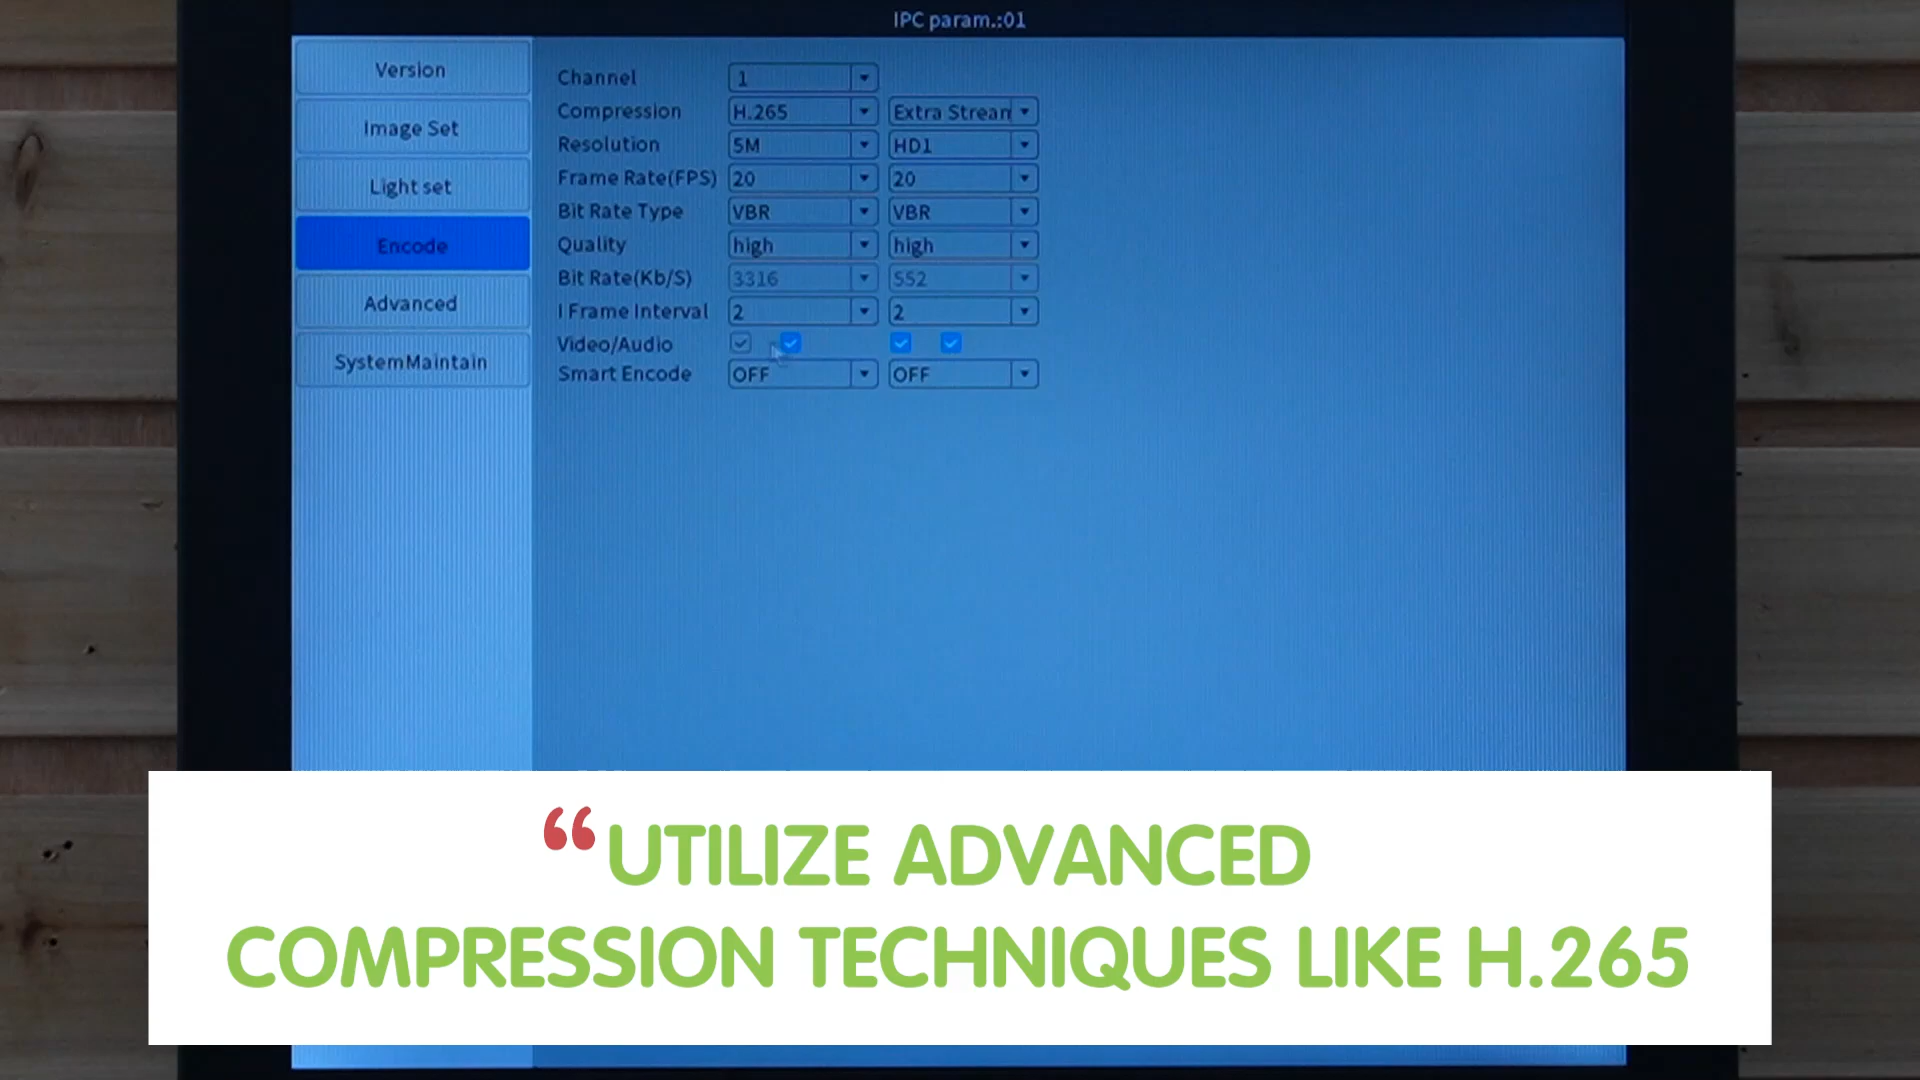 IPC param.:01
Version
Image Set
Light set
Encode
Advanced
SystemMaintain
Channel 1
Compression H.265 Extra Stream
Resolution 5M HD1
Frame Rate(FPS) 20 20
Bit Rate Type VBR VBR
Quality high high
Bit Rate(Kb/S) 3316 552
I Frame Interval 2 2
Video/Audio
Smart Encode OFF OFF
“UTILIZE ADVANCED
COMPRESSION TECHNIQUES LIKE H.265